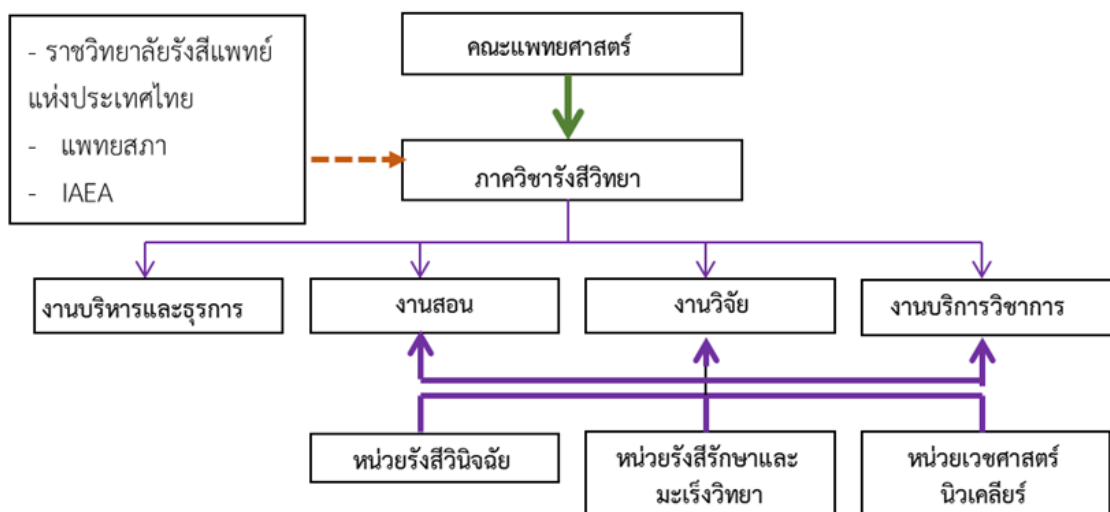 - ราชวิทยาลัยรังสีแพทย์
แห่งประเทศไทย
- แพทยสภา
- IAEA
คณะแพทยศาสตร์
ภาควิชารังสีวิทยา
งานบริหารและธุรการ
งานสอน
งานวิจัย
งานบริการวิชาการ
หน่วยรังสีวินิจฉัย
หน่วยรังสีรักษาและ
มะเร็งวิทยา
หน่วยเวชศาสตร์
นิวเคลียร์